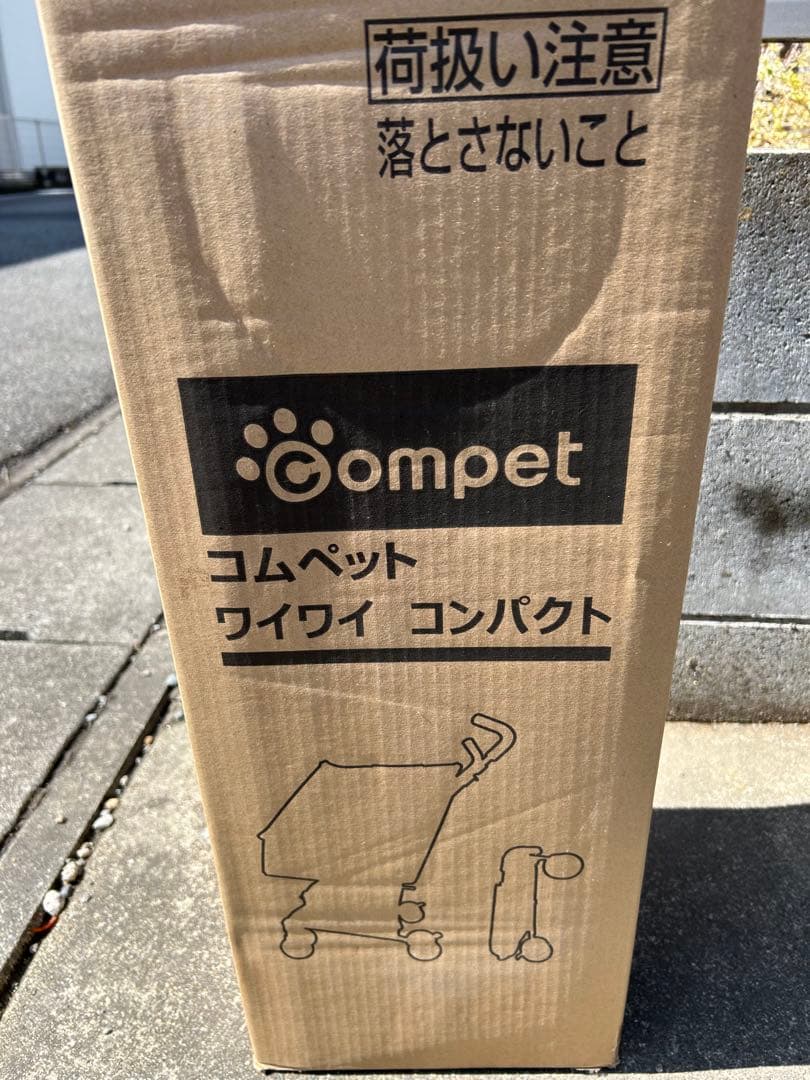 荷扱い注意
落とさないこと
Compet
コムペット
ワイワイ コンパクト